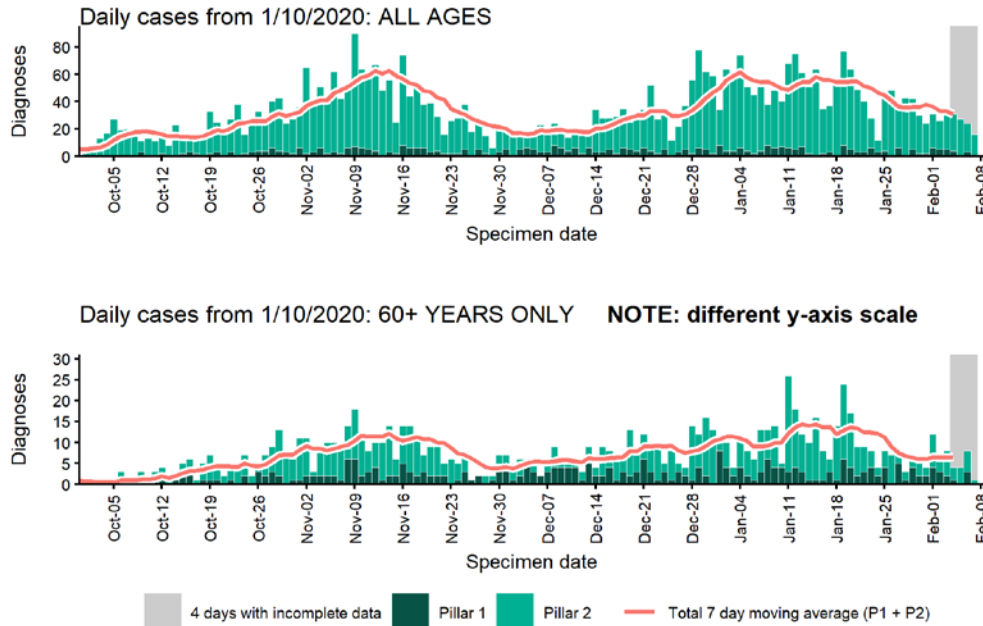 Daily cases from 1/10/2020: ALL AGES
Diagnoses
80
60
40
20
0
Oct-05 Oct-12 Oct-19 Oct-26 Nov-02 Nov-09 Nov-16 Nov-23 Nov-30 Dec-07 Dec-14 Dec-21 Dec-28 Jan-04 Jan-11 Jan-18 Jan-25 Feb-01 Feb-08
Specimen date
Daily cases from 1/10/2020: 60+ YEARS ONLY NOTE: different y-axis scale
Diagnoses
30
25
20
15
10
5
0
Oct-05 Oct-12 Oct-19 Oct-26 Nov-02 Nov-09 Nov-16 Nov-23 Nov-30 Dec-07 Dec-14 Dec-21 Dec-28 Jan-04 Jan-11 Jan-18 Jan-25 Feb-01 Feb-08
Specimen date
4 days with incomplete data Pillar 1 Pillar 2 Total 7 day moving average (P1 + P2)